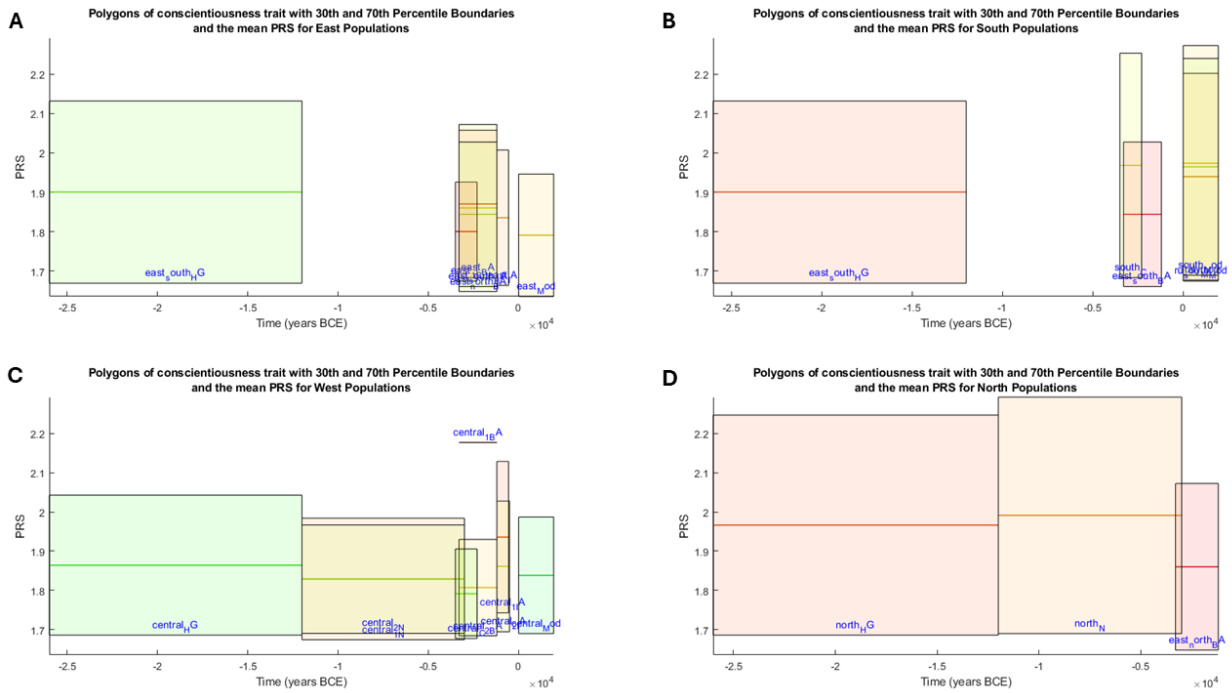 A
Polygons of conscientiousness trait with 30th and 70th Percentile Boundaries
and the mean PRS for East Populations
PRS
2.2
2.1
2
1.9
1.8
1.7
east_south_HG
east_Mod
-2.5
-2
-1.5
-1
-0.5
0
×10^4
Time (years BCE)
B
Polygons of conscientiousness trait with 30th and 70th Percentile Boundaries
and the mean PRS for South Populations
PRS
2.2
2.1
2
1.9
1.8
1.7
east_south_HG
south_C
east_south_BA
south_Mod
-2.5
-2
-1.5
-1
-0.5
0
×10^4
Time (years BCE)
C
Polygons of conscientiousness trait with 30th and 70th Percentile Boundaries
and the mean PRS for West Populations
PRS
2.2
2.1
2
1.9
1.8
1.7
central_1BA
central_HG
central_2N
central_1N
central_1IA
central_Mod
-2.5
-2
-1.5
-1
-0.5
0
×10^4
Time (years BCE)
D
Polygons of conscientiousness trait with 30th and 70th Percentile Boundaries
and the mean PRS for North Populations
PRS
2.2
2.1
2
1.9
1.8
1.7
north_HG
north_N
east_north_BA
-2.5
-2
-1.5
-1
-0.5
×10^4
Time (years BCE)